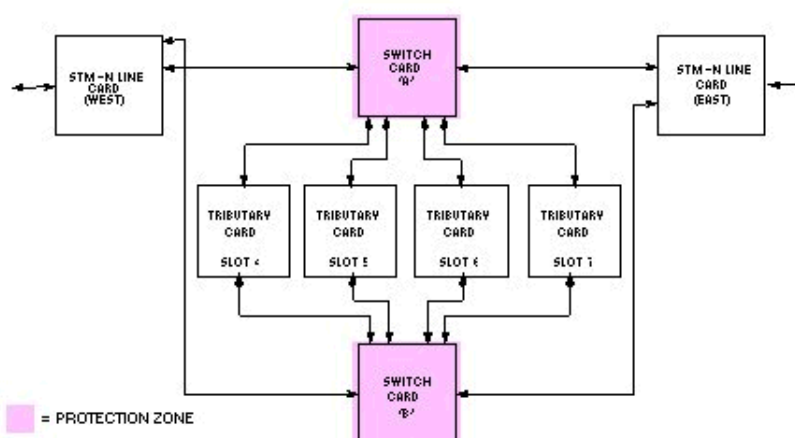 SWITCH
CARD
'A'
STM-N LINE
CARD
(WEST)
STM-N LINE
CARD
(EAST)
TRIBUTARY
CARD
SLOT 4
TRIBUTARY
CARD
SLOT 5
TRIBUTARY
CARD
SLOT 6
TRIBUTARY
CARD
SLOT 7
SWITCH
CARD
'B'
= PROTECTION ZONE